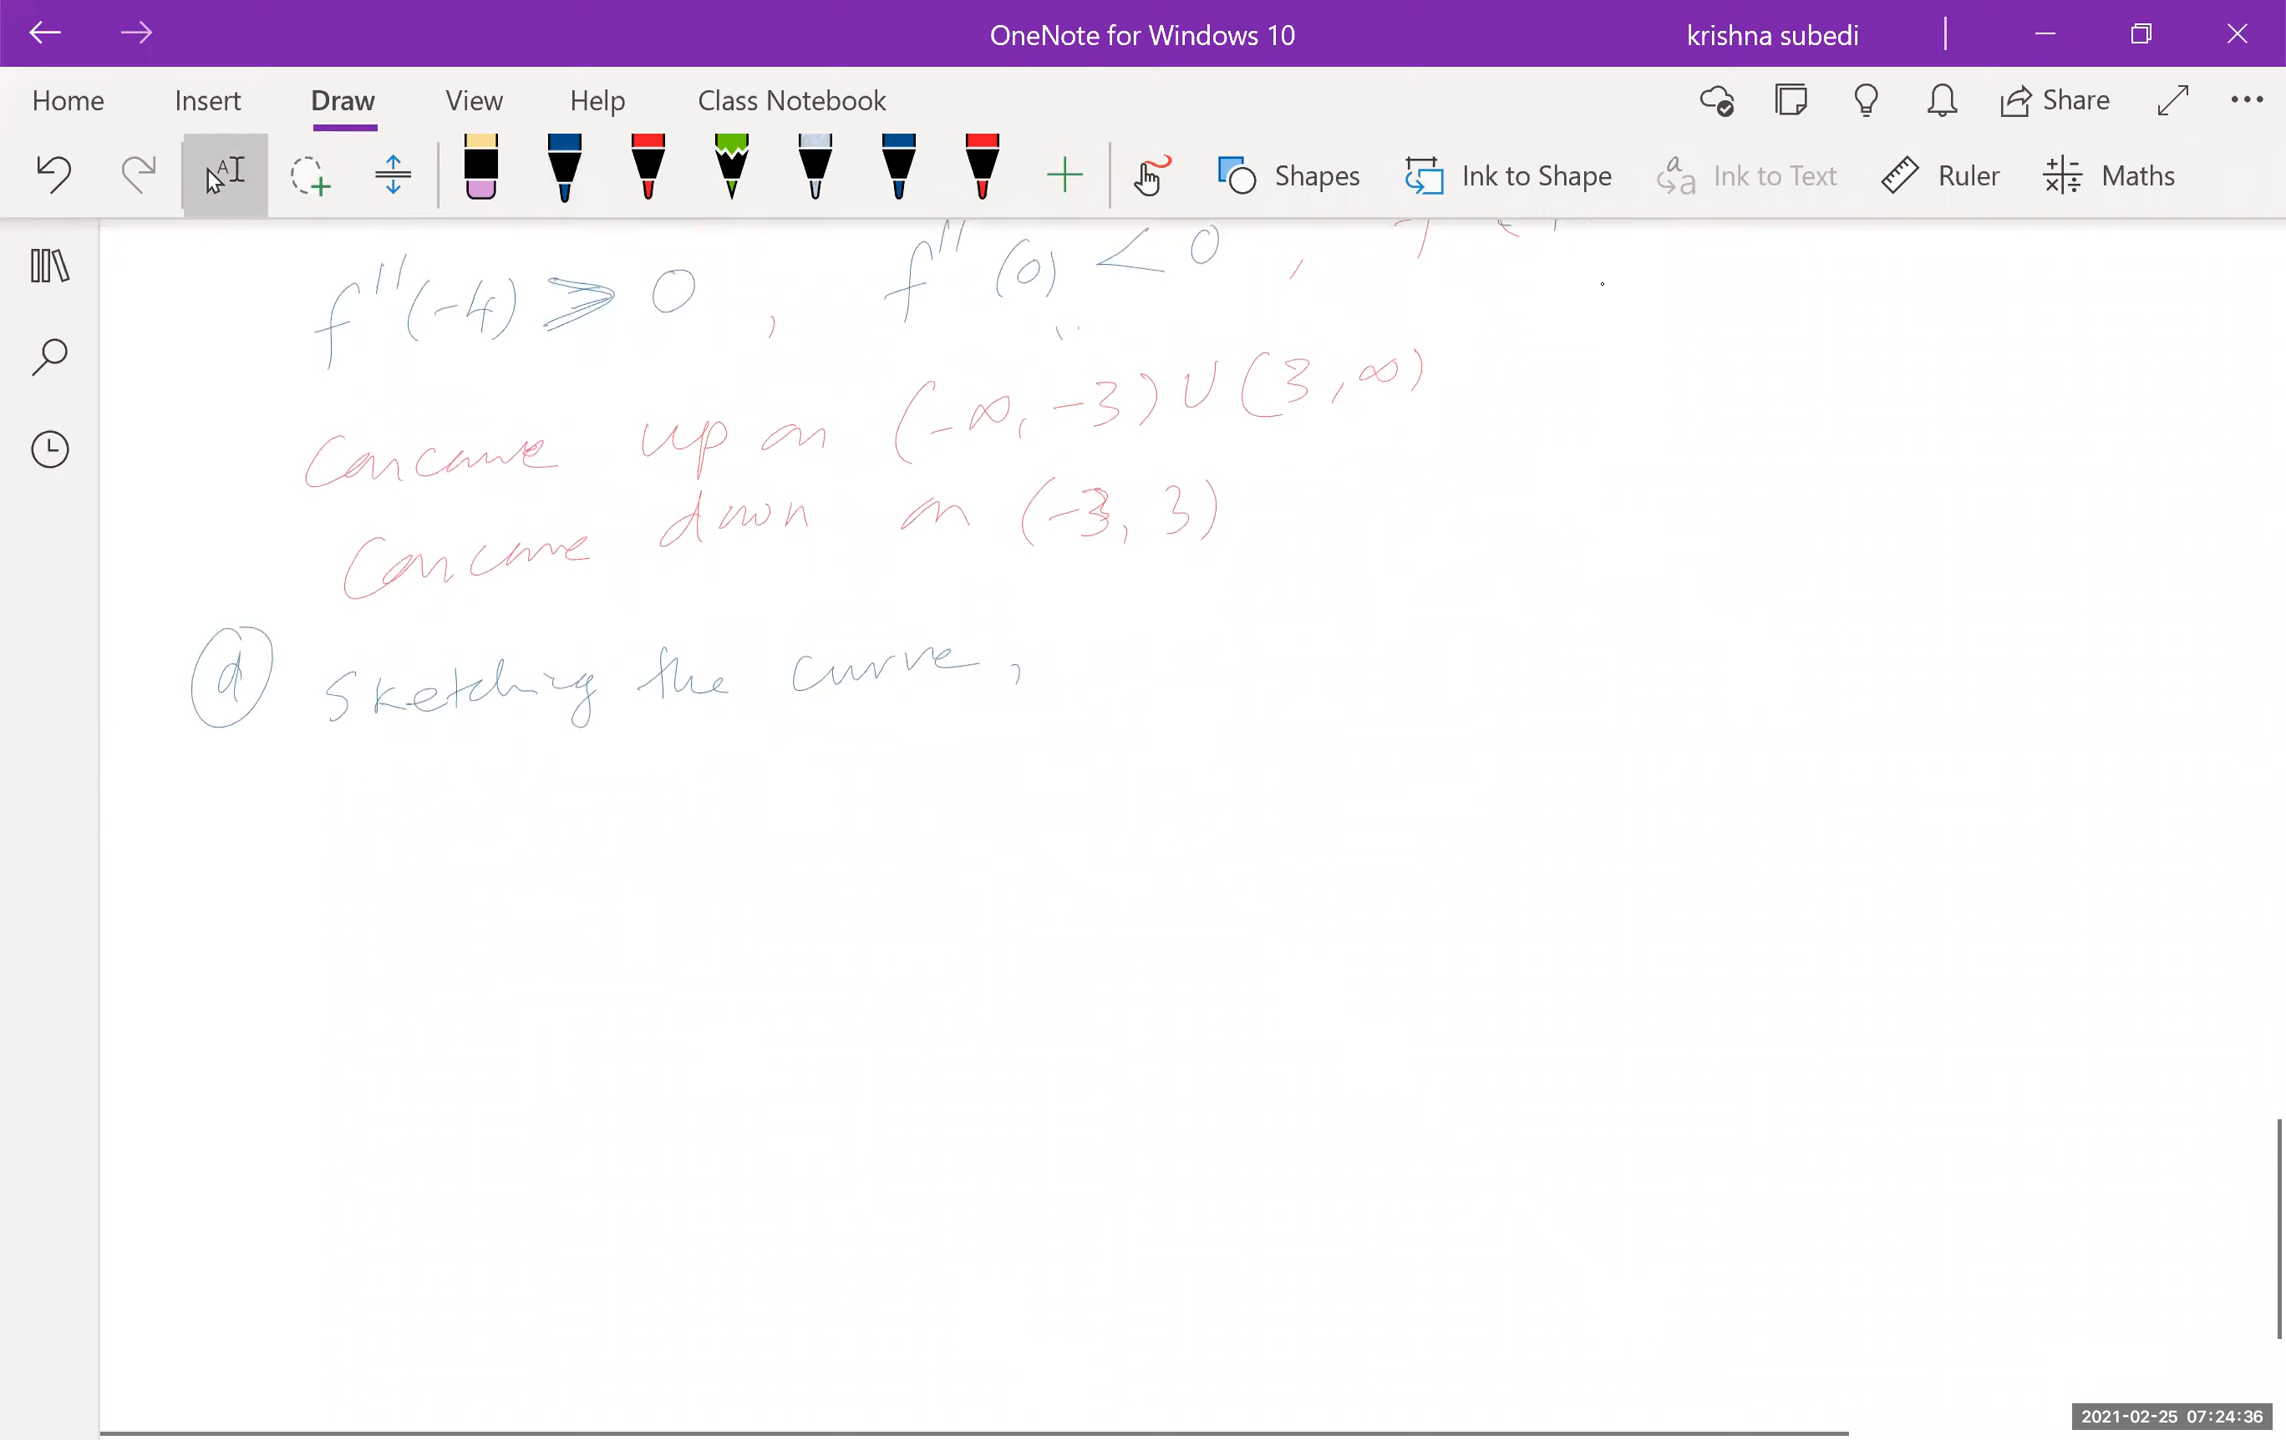 OneNote for Windows 10
krishna subedi
Home Insert Draw View Help Class Notebook Share
Shapes Ink to Shape Ink to Text Ruler Maths
f''(-4) > 0 , f''(0) < 0 ,
Concave up on (-∞, -3) ∪ (3, ∞)
Concave down on (-3, 3)
d Sketching the curve,
2021-02-25 07:24:36